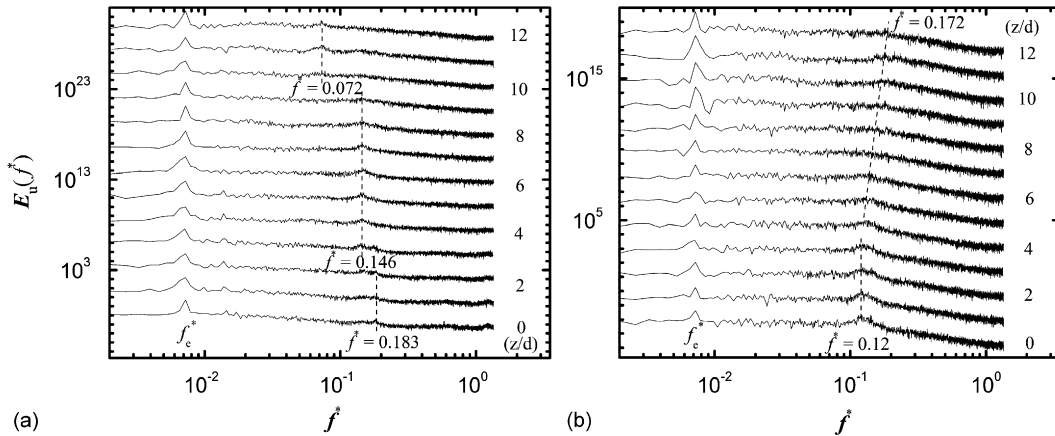 E_u(f*)
10^23
10^13
10^3
f* = 0.072
f* = 0.146
f* = 0.183
f_e*
12
10
8
6
4
2
0
(z/d)
10^-2
10^-1
10^0
(a)
f*
f* = 0.172
(z/d)
10^15
10^5
12
10
8
6
4
2
0
f_e*
f* = 0.12
10^-2
10^-1
10^0
(b)
f*